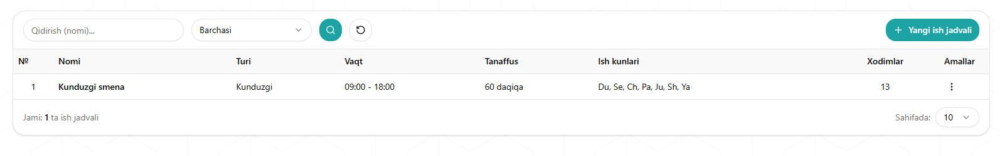 Qidirish (nomi)... Barchasi Yangi ish jadvali
№ Nomi Turi Vaqt Tanaffus Ish kunlari Xodimlar Amallar
1 Kunduzgi smena Kunduzgi 09:00 - 18:00 60 daqiqa Du, Se, Ch, Pa, Ju, Sh, Ya 13
Jami: 1 ta ish jadvali Sahifada: 10